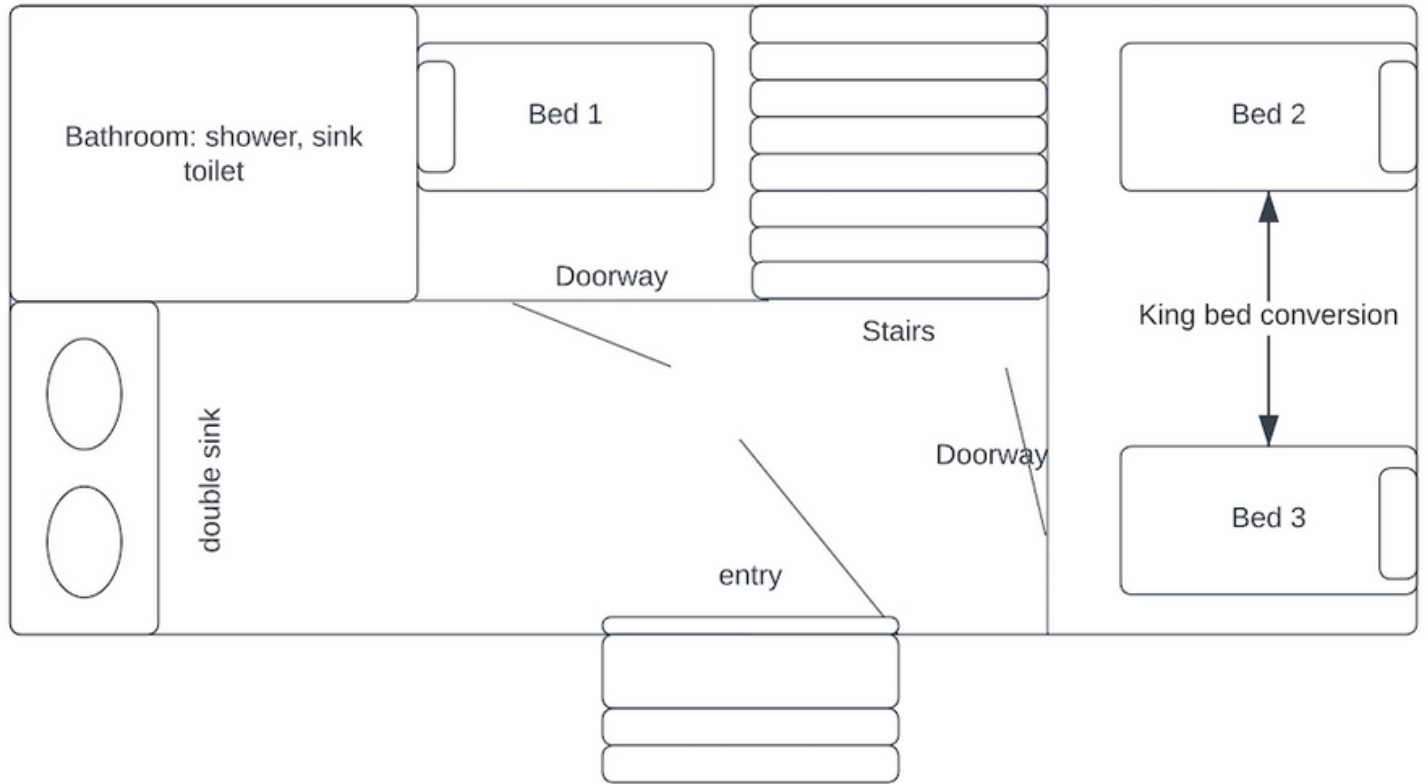 Bathroom: shower, sink
toilet
Bed 1
Bed 2
Doorway
Stairs
King bed conversion
double sink
Doorway
Bed 3
entry